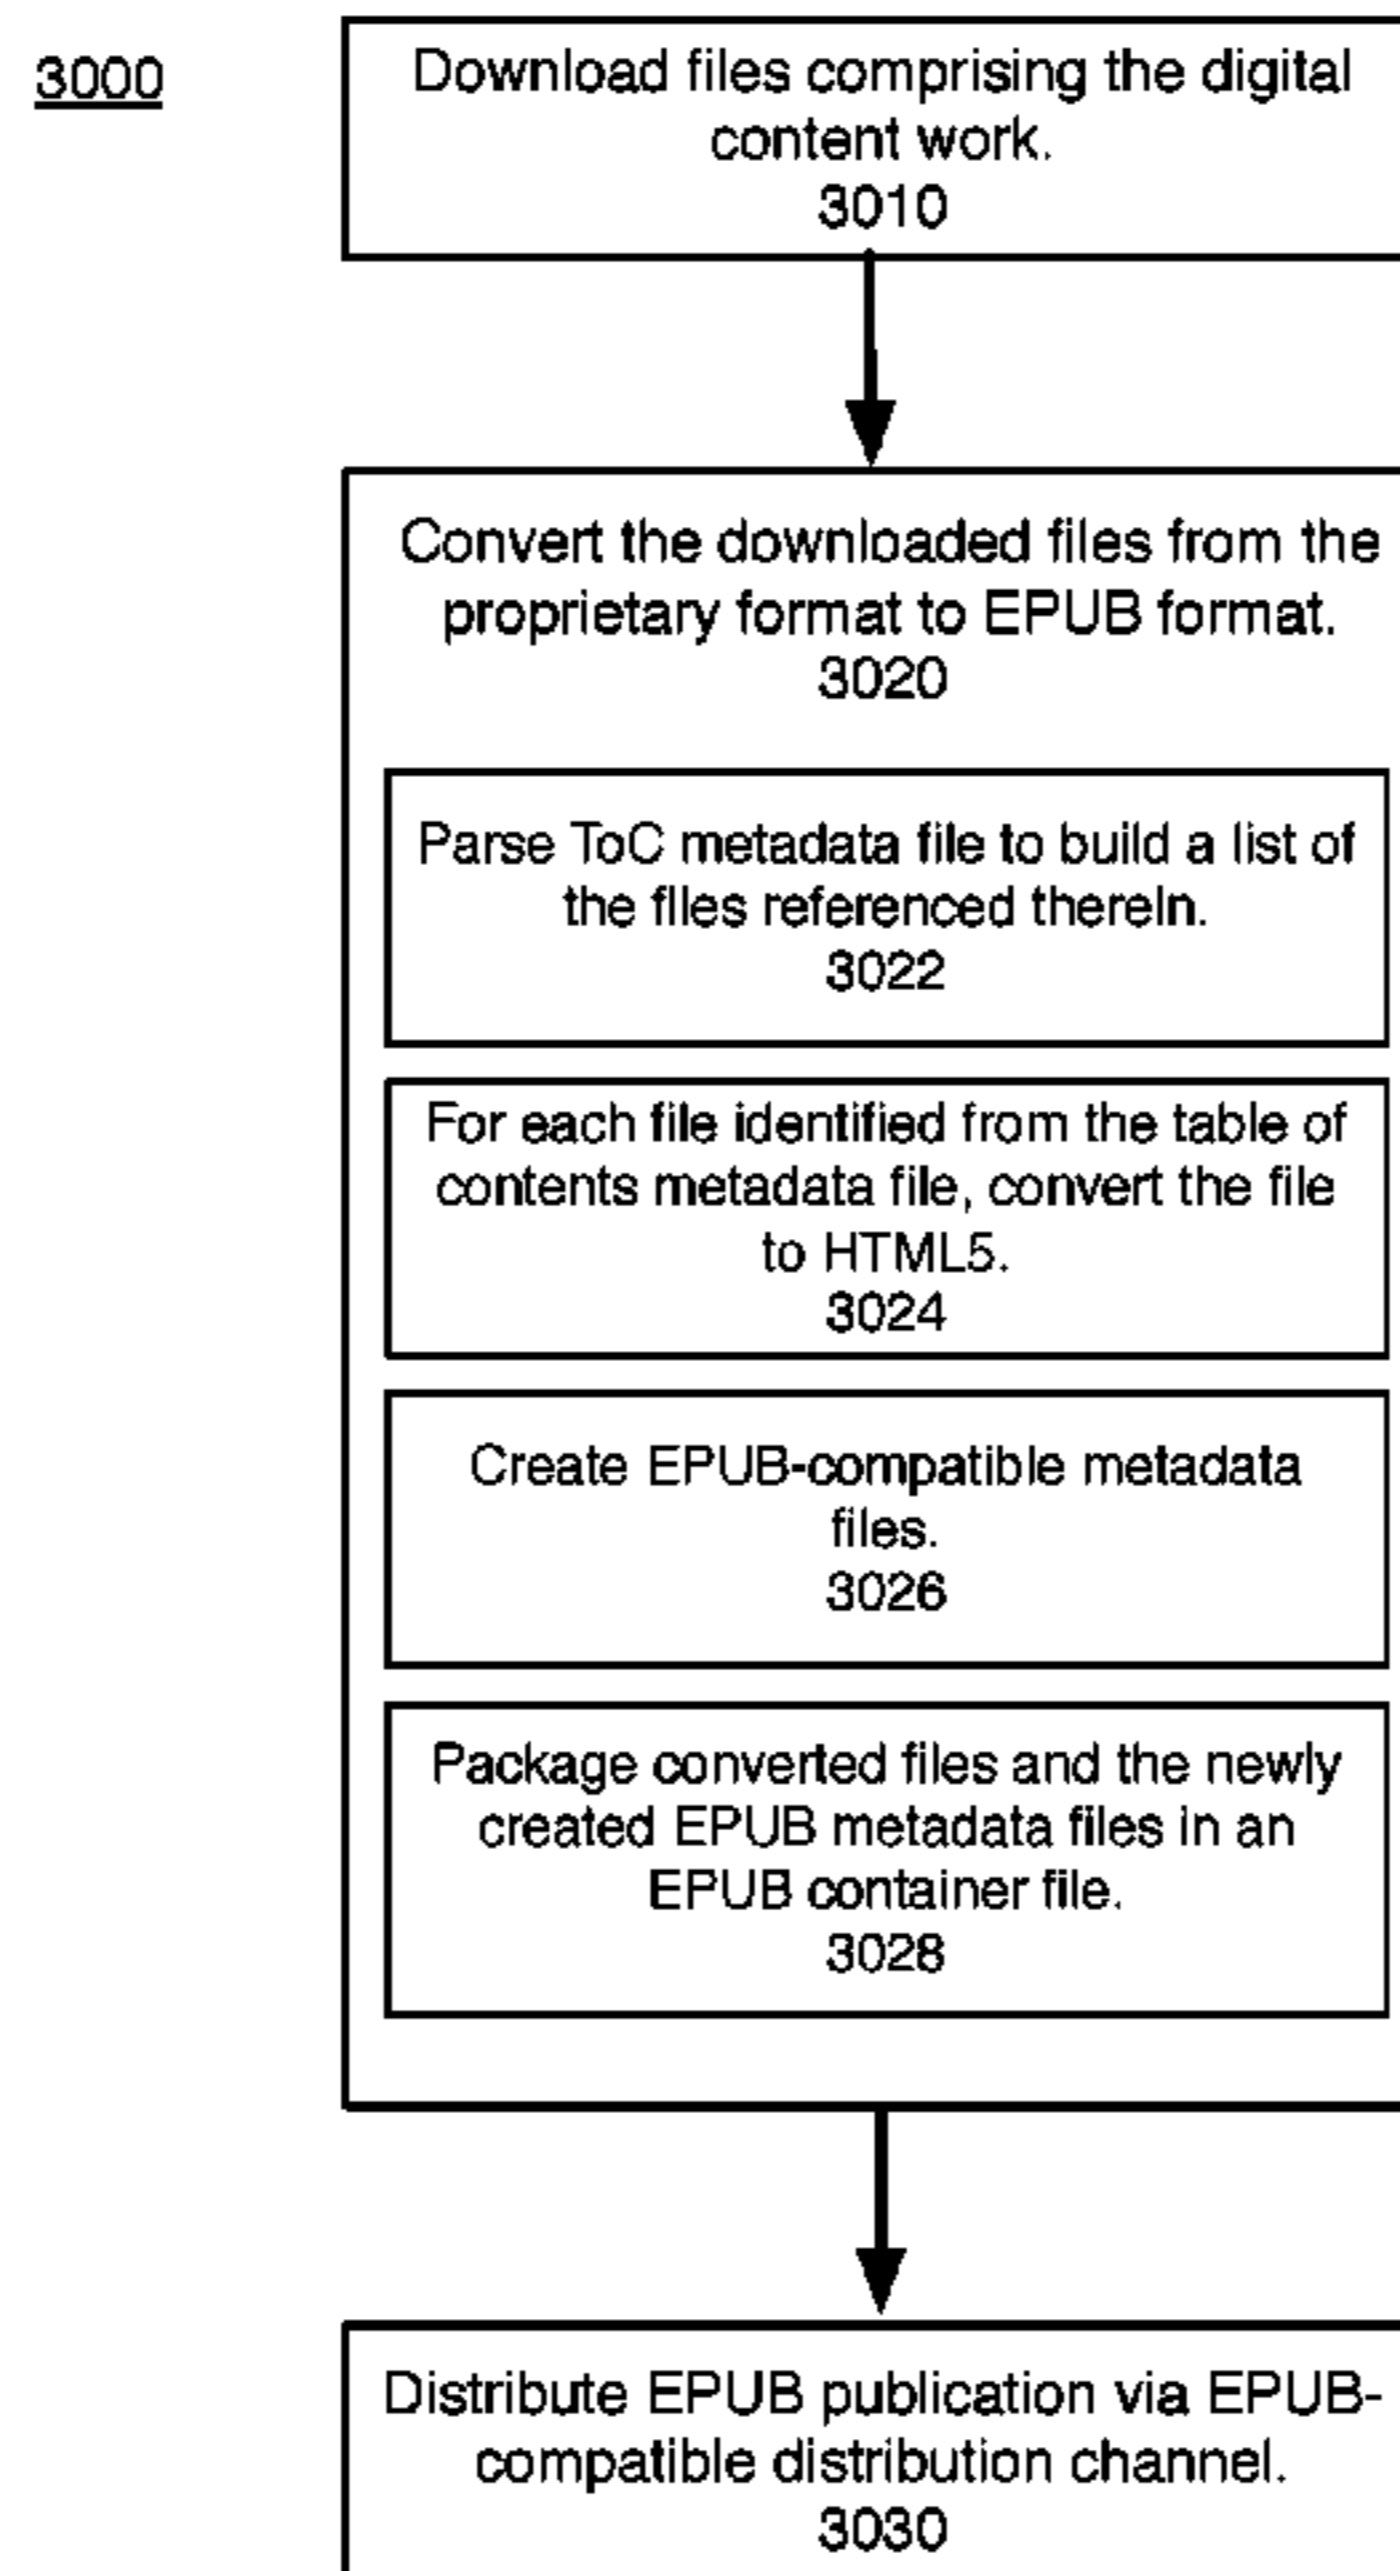 3000
Download files comprising the digital
content work.
3010
Convert the downloaded files from the
proprietary format to EPUB format.
3020
Parse ToC metadata file to build a list of
the files referenced therein.
3022
For each file identified from the table of
contents metadata file, convert the file
to HTML5.
3024
Create EPUB-compatible metadata
files.
3026
Package converted files and the newly
created EPUB metadata files in an
EPUB container file.
3028
Distribute EPUB publication via EPUB-
compatible distribution channel.
3030